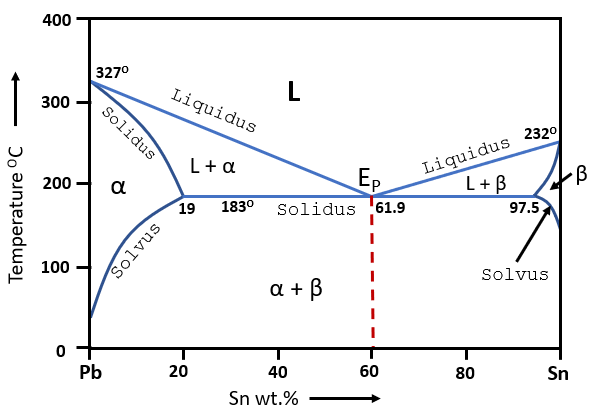 400
L
327°
Liquidus
300
Solidus
232°
Liquidus
L + α
E_P
α
L + β
β
200
19
183°
Solidus
61.9
97.5
Solvus
Solvus
α + β
100
0
Pb
20
40
60
80
Sn
Sn wt.%
Temperature °C